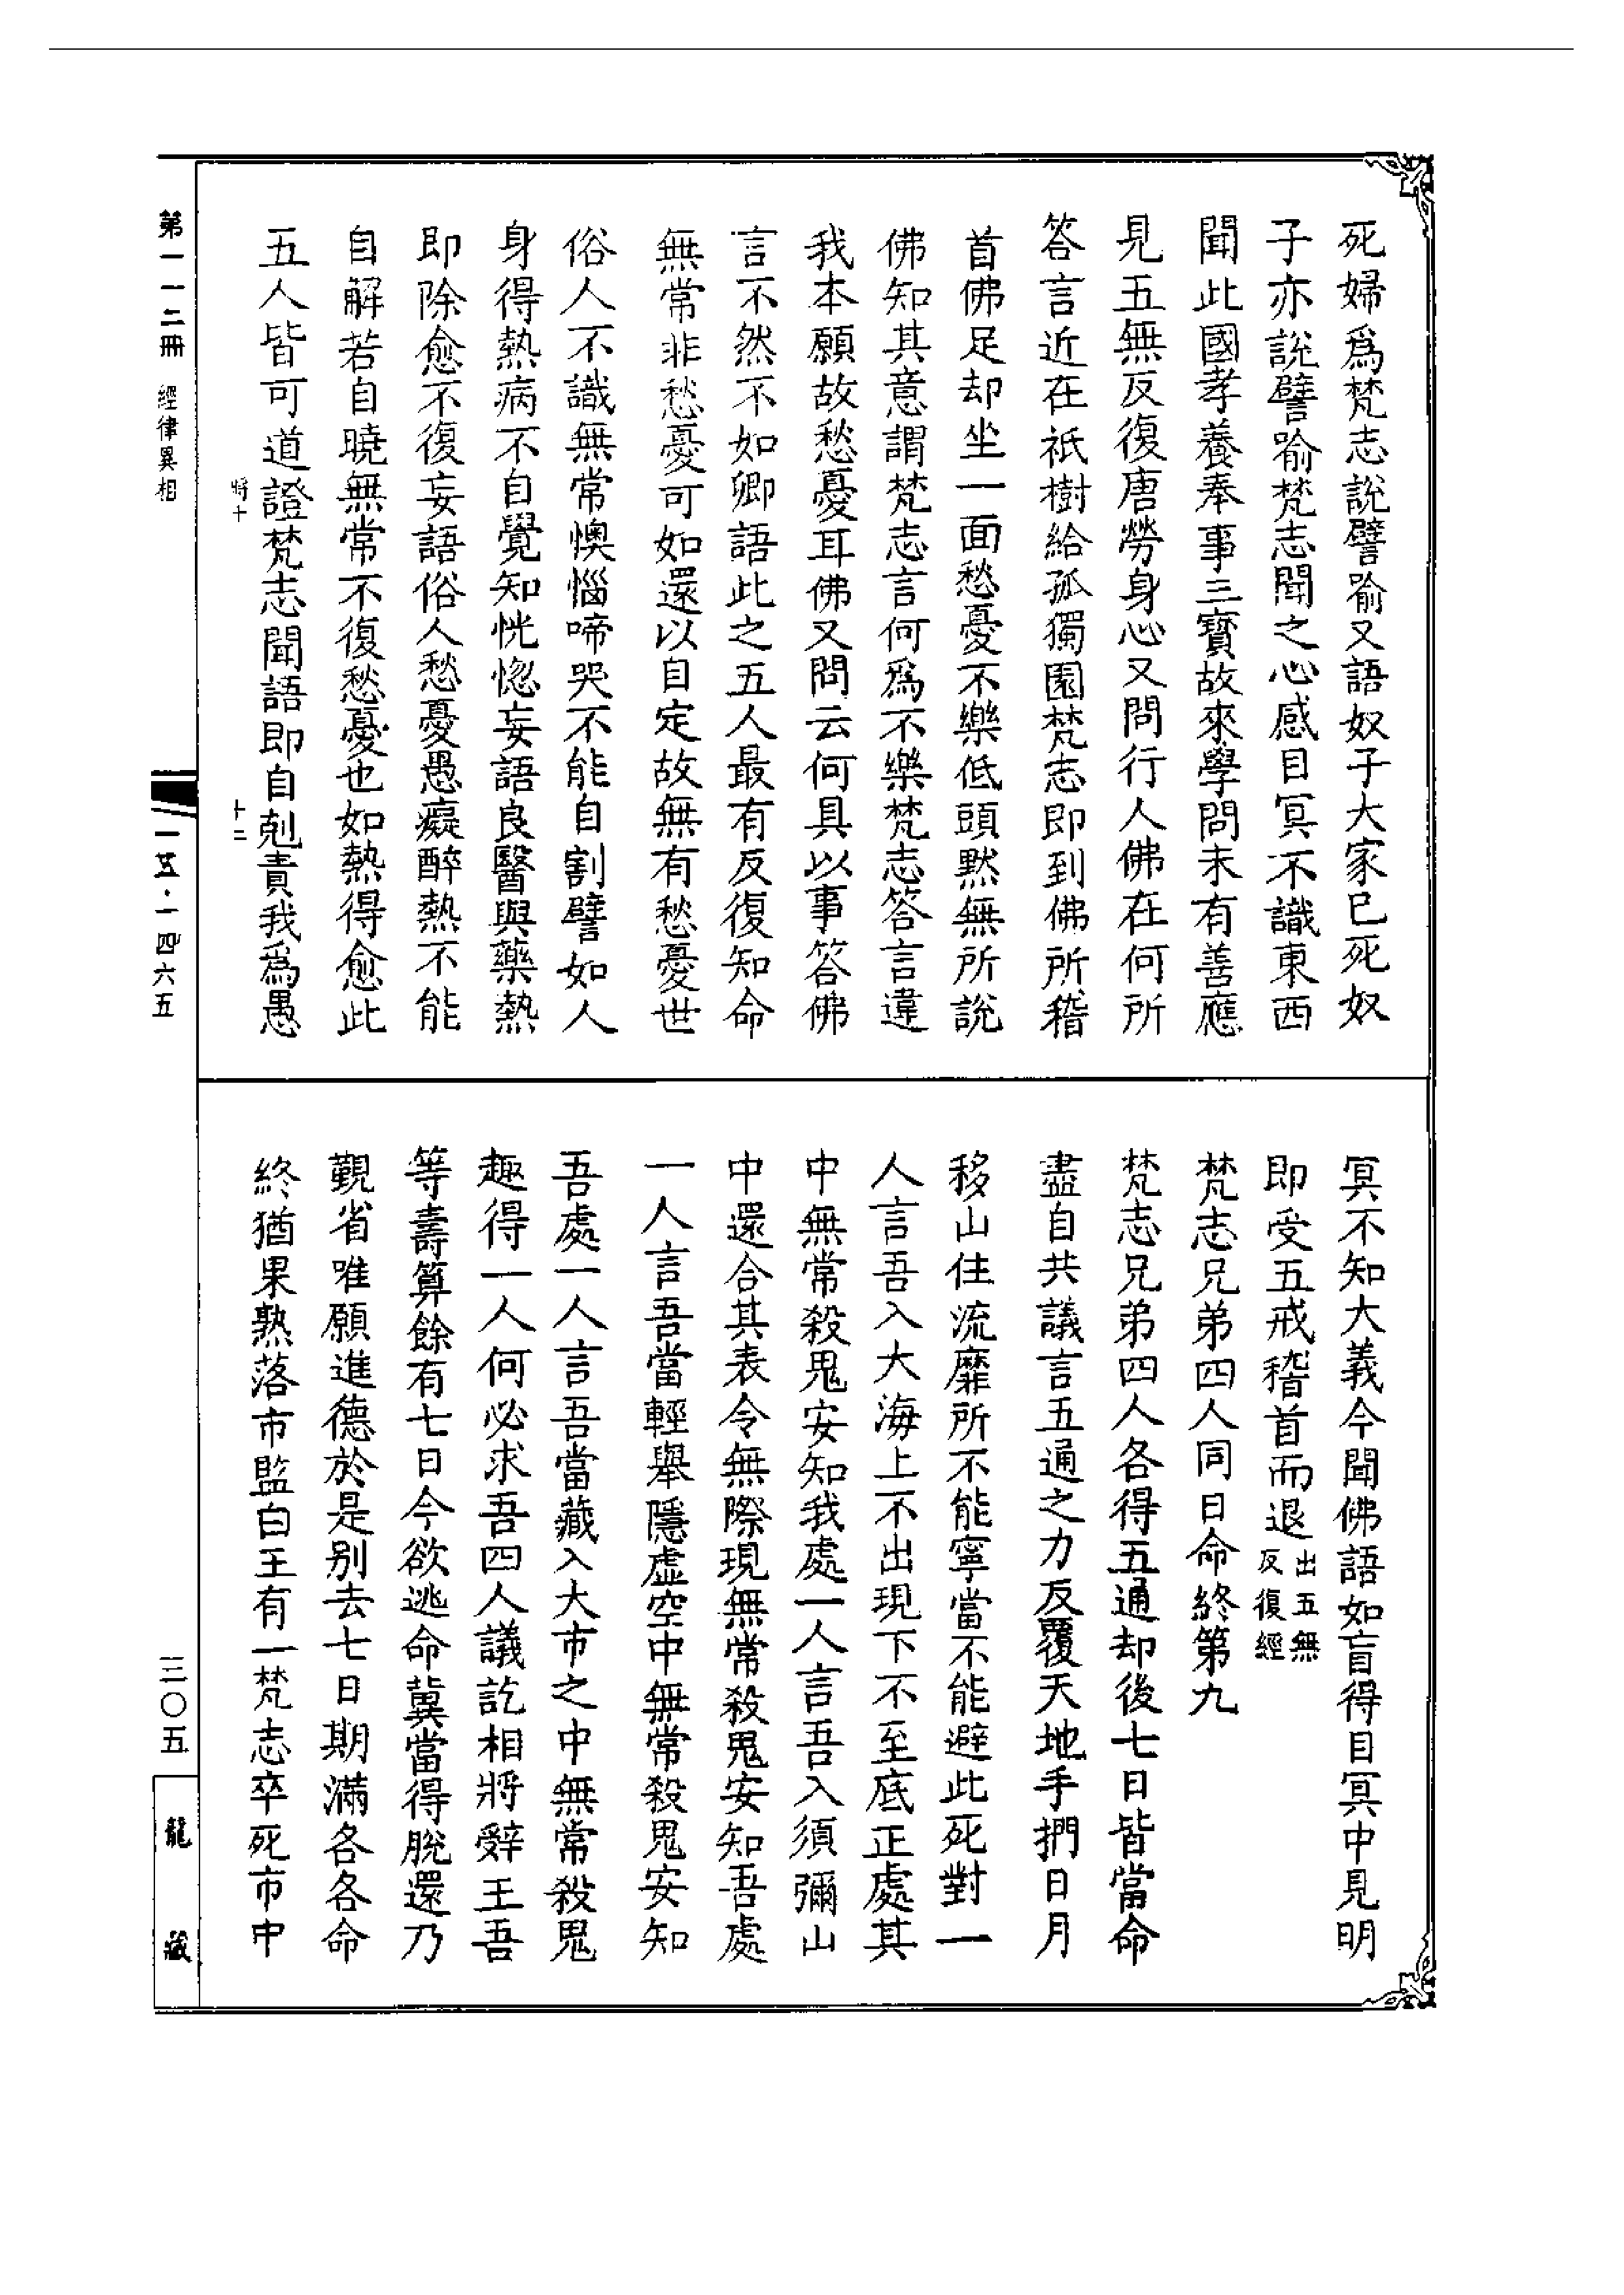 死婦爲梵志說譬喻又語奴子大家已死奴
子亦說譬喻梵志聞之心感目冥不識東西
聞此國孝養奉事三寶故來學問未有善應
見五無反復唐勞身心又問行人佛在何所
答言近在祇樹給孤獨園梵志即到佛所稽
首佛足却坐一面愁憂不樂低頭黙無所說
佛知其意謂梵志言何爲不樂梵志答言違
我本願故愁憂耳佛又問云何具以事答佛
言不然不如卿語此之五人最有反復知命
無常非愁憂可如還以自定故無有愁憂世
俗人不識無常懊惱啼哭不能自割譬如人
身得熱病不自覺知恍惚妄語良醫與藥熱
即除愈不復妄語俗人愁憂愚癡醉熱不能
自解若自曉無常不復愁憂也如熱得愈此
五人皆可道證梵志聞語即自剋責我爲愚
將十 十二
冥不知大義今聞佛語如盲得目冥中見明
即受五戒稽首而退出五無反復經
梵志兄弟四人同日命終第九
梵志兄弟四人各得五通却後七日皆當命
盡自共議言五通之力反覆天地手捫日月
移山住流靡所不能寧當不能避此死對一
人言吾入大海上不出現下不至底正處其
中無常殺鬼安知我處一人言吾入須彌山
中還合其表令無際現無常殺鬼安知吾處
一人言吾當輕舉隱虛空中無常殺鬼安知
吾處一人言吾當藏入大市之中無常殺鬼
趣得一人何必求吾四人議訖相將辭王吾
等壽算餘有七日今欲逃命冀當得脫還乃
覲省唯願進德於是別去七日期滿各各命
終猶果熟落市監白王有一梵志卒死市中
第一一二冊 經律異相
一五·一四六五
三〇五
龍藏